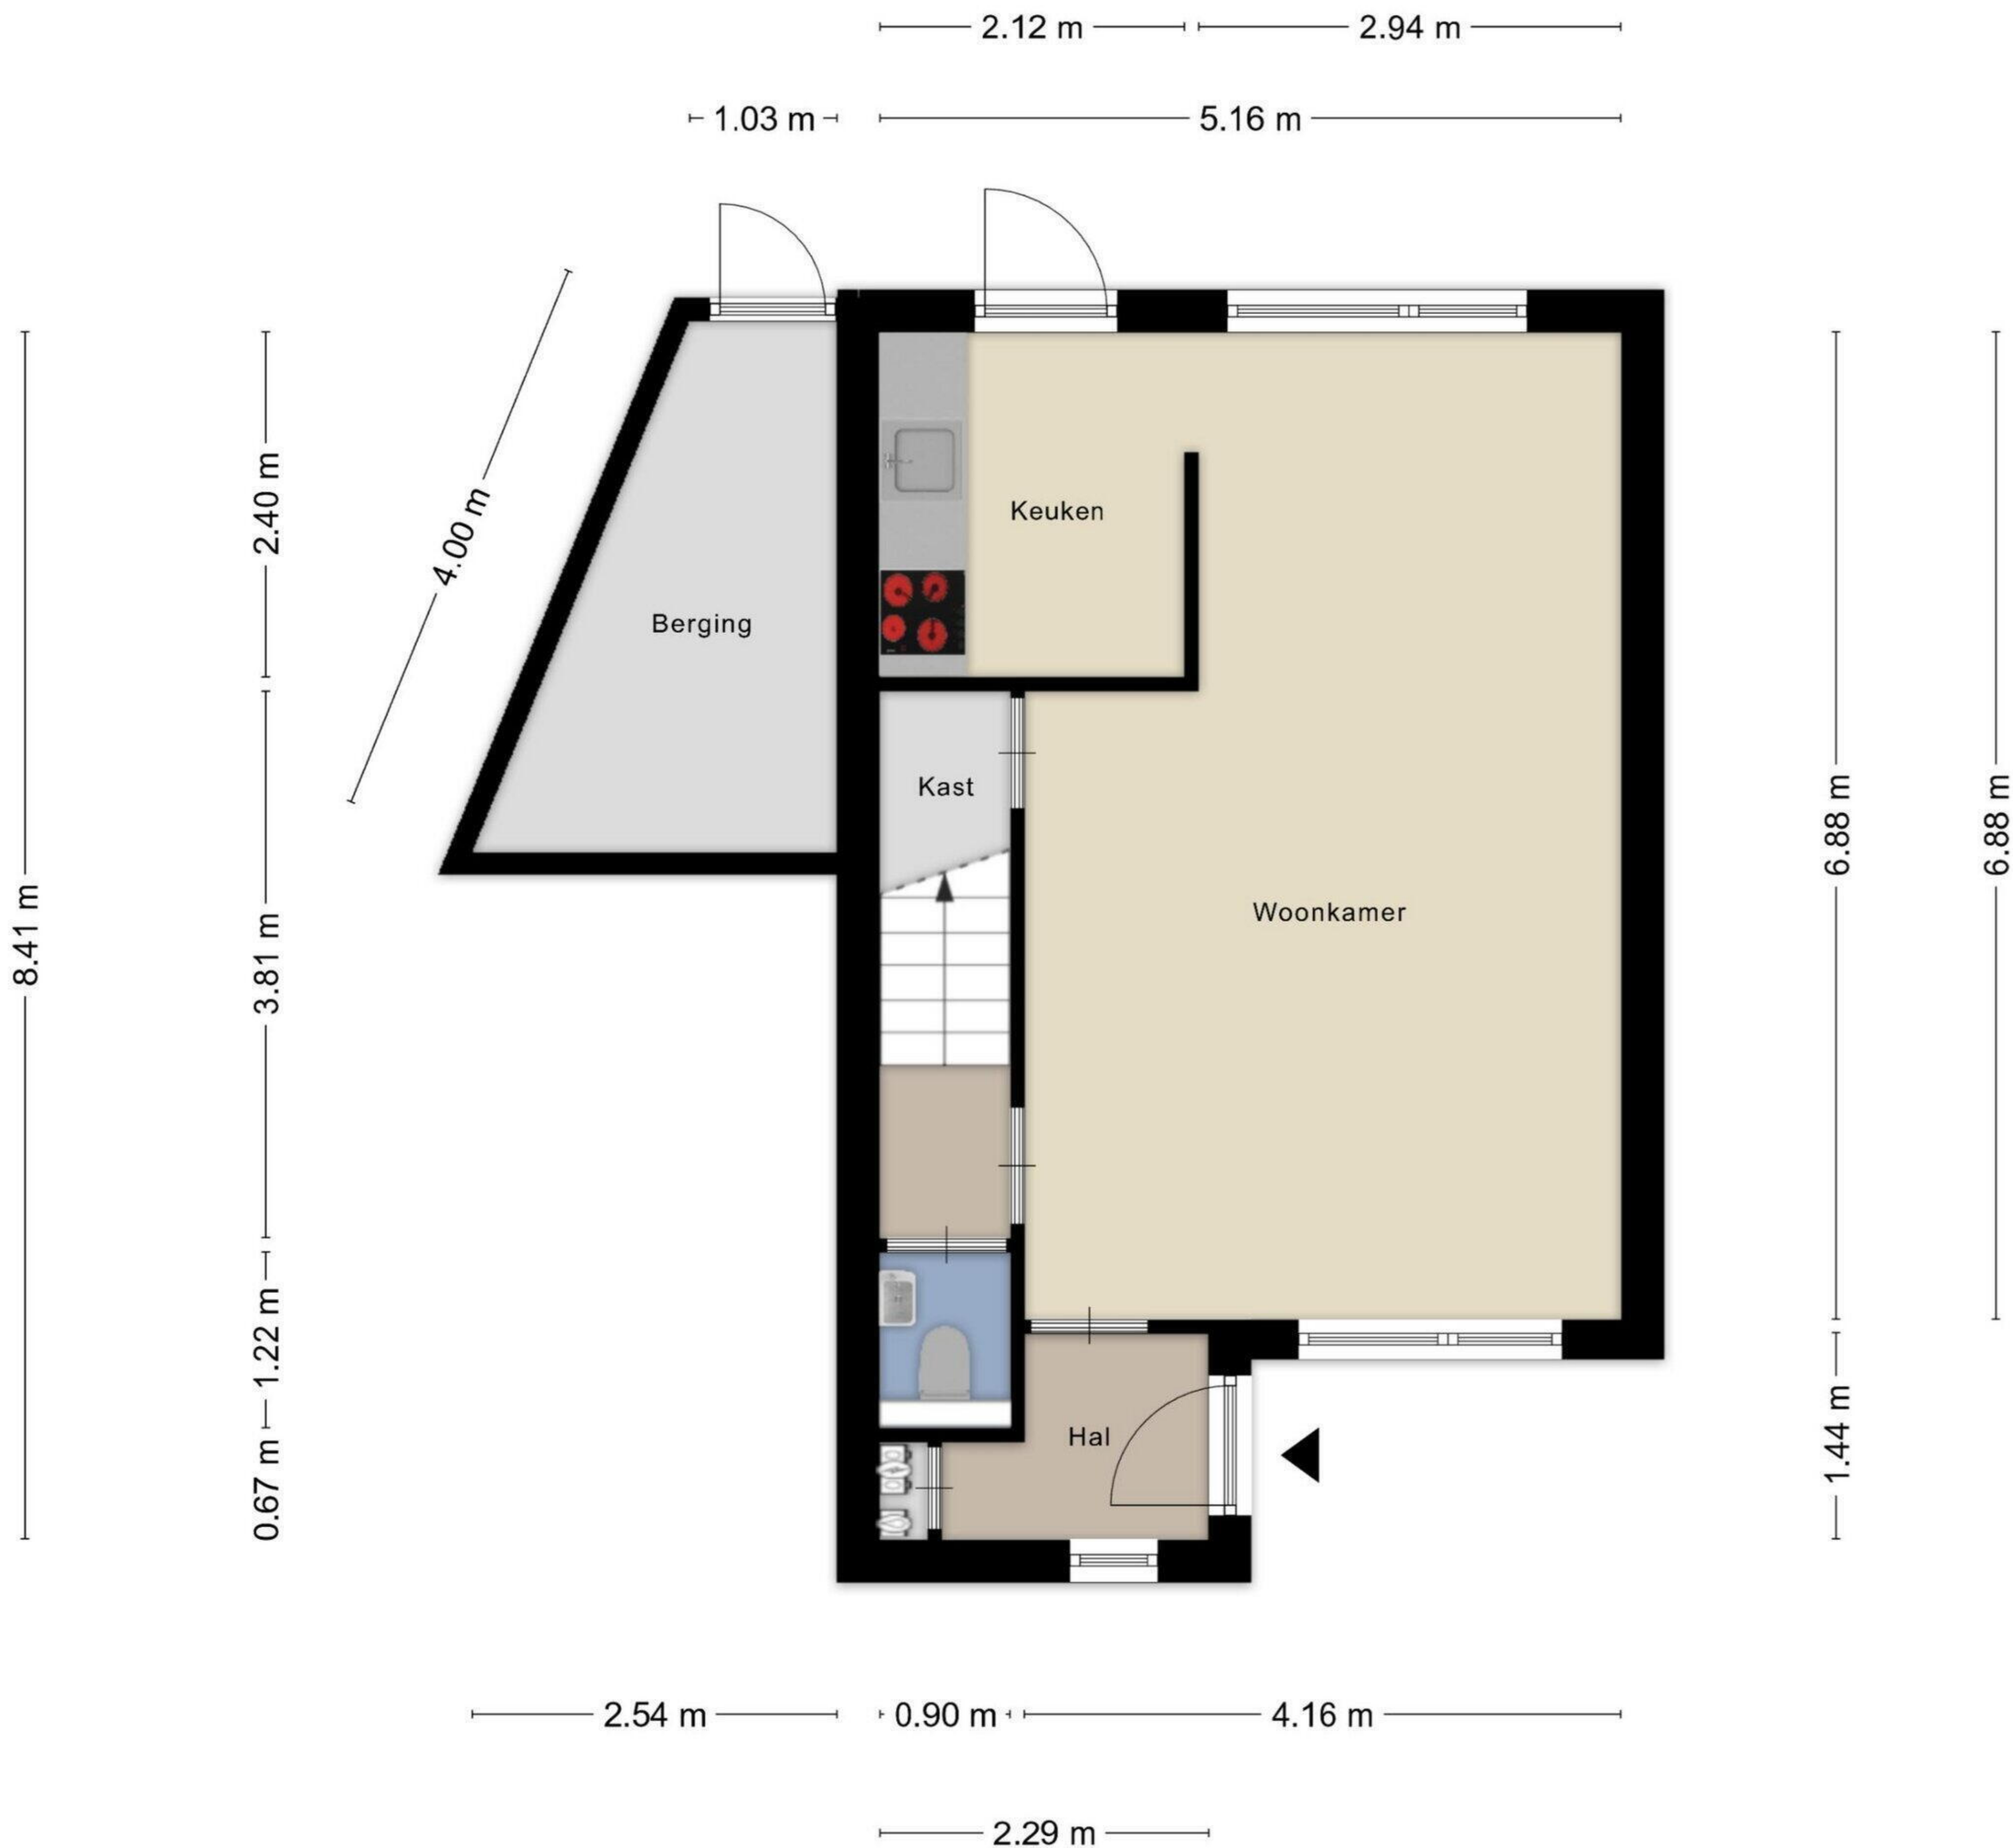 2.12 m
2.94 m
1.03 m
5.16 m
2.40 m
4.00 m
Keuken
Berging
Kast
6.88 m
6.88 m
8.41 m
3.81 m
Woonkamer
1.22 m
0.67 m
Hal
1.44 m
2.54 m
0.90 m
4.16 m
2.29 m